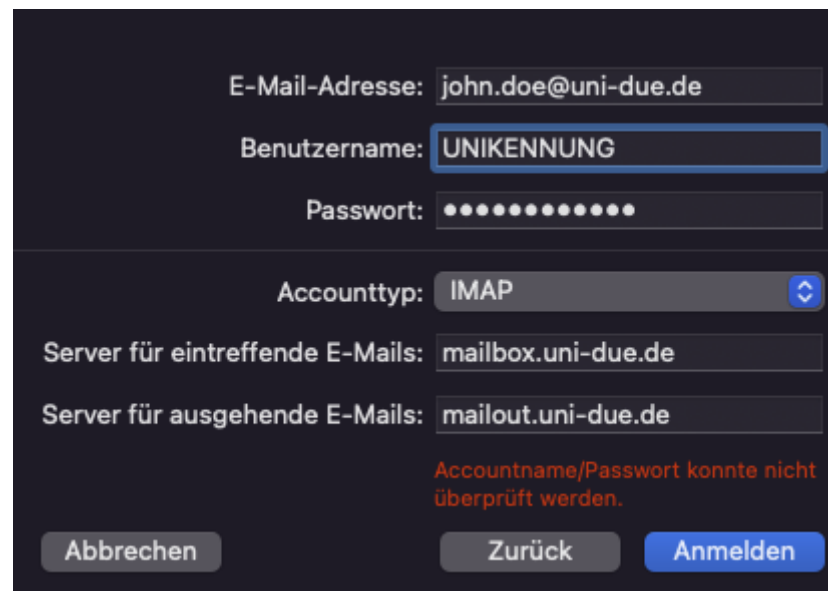 E-Mail-Adresse: john.doe@uni-due.de
Benutzername: UNIKENNUNG
Passwort: ●●●●●●●●●●●●
Accounttyp: IMAP
Server für eintreffende E-Mails: mailbox.uni-due.de
Server für ausgehende E-Mails: mailout.uni-due.de
Accountname/Passwort konnte nicht
überprüft werden.
Abbrechen Zurück Anmelden